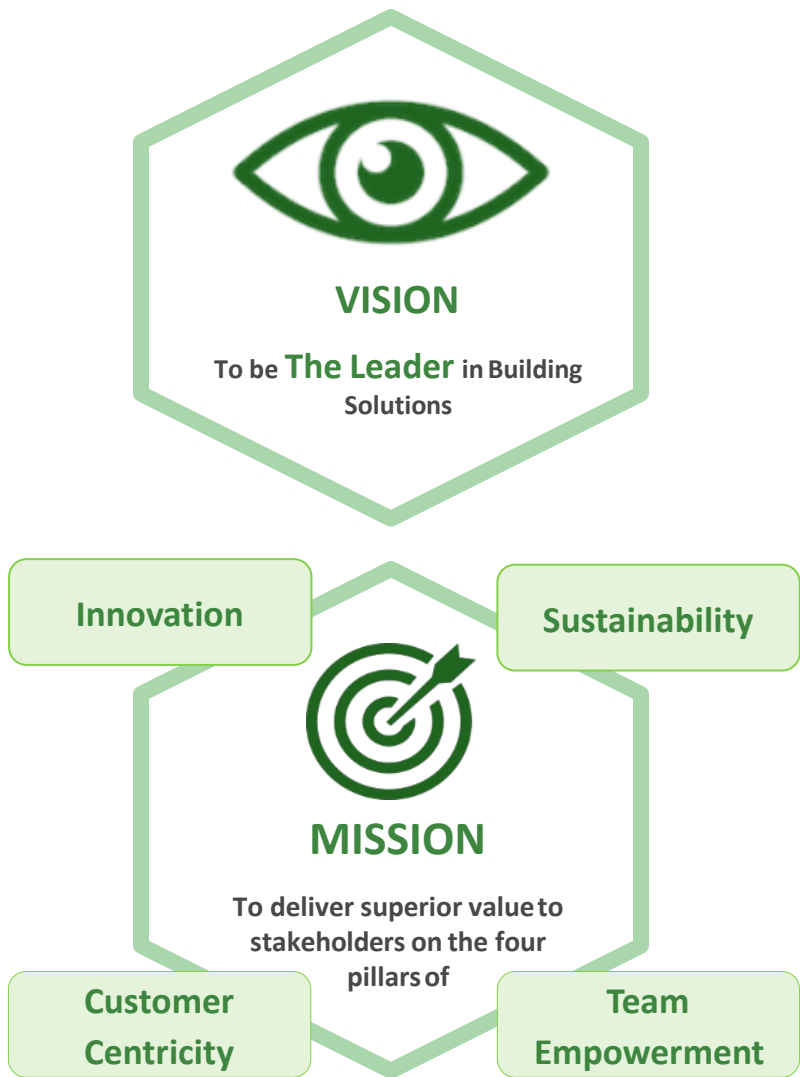 VISION
To be The Leader in Building
Solutions
Innovation
Sustainability
MISSION
To deliver superior value to
stakeholders on the four
pillars of
Customer
Centricity
Team
Empowerment